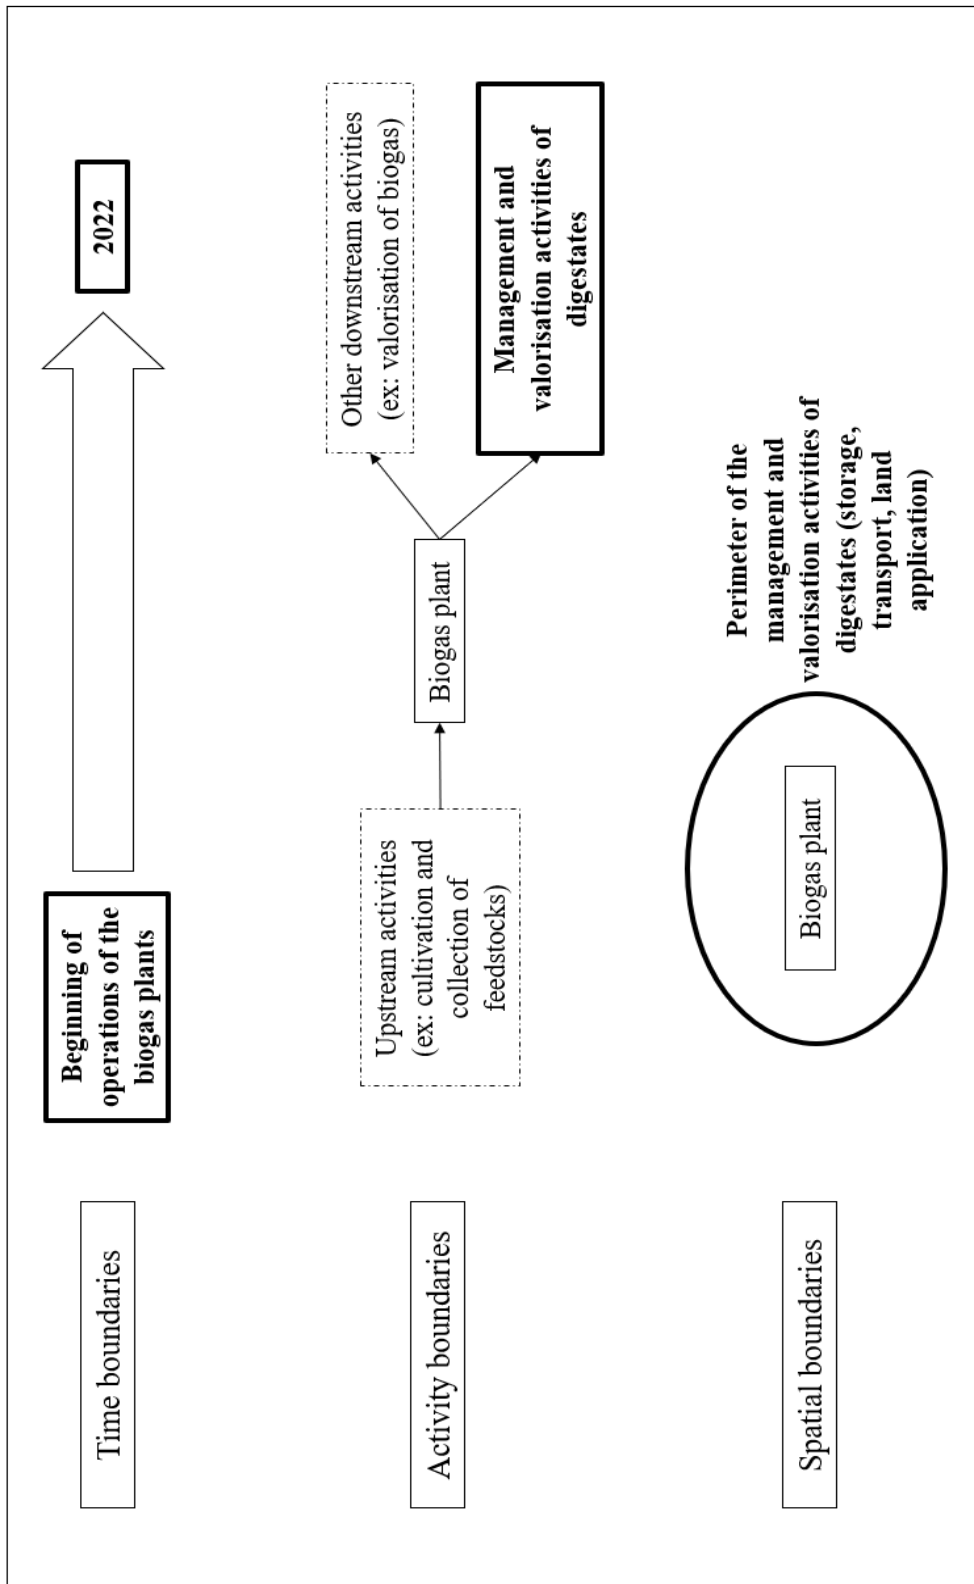 Time boundaries
Beginning of
operations of the
biogas plants
2022
Activity boundaries
Upstream activities
(ex: cultivation and
collection of
feedstocks)
Biogas plant
Other downstream activities
(ex: valorisation of biogas)
Management and
valorisation activities of
digestates
Spatial boundaries
Biogas plant
Perimeter of the
management and
valorisation activities of
digestates (storage,
transport, land
application)